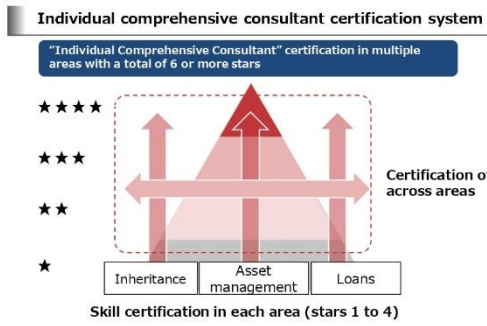 Individual comprehensive consultant certification system
“Individual Comprehensive Consultant” certification in multiple
areas with a total of 6 or more stars
★★★★
★★★
★★
★
Certification o
across areas
Inheritance
Asset
management
Loans
Skill certification in each area (stars 1 to 4)